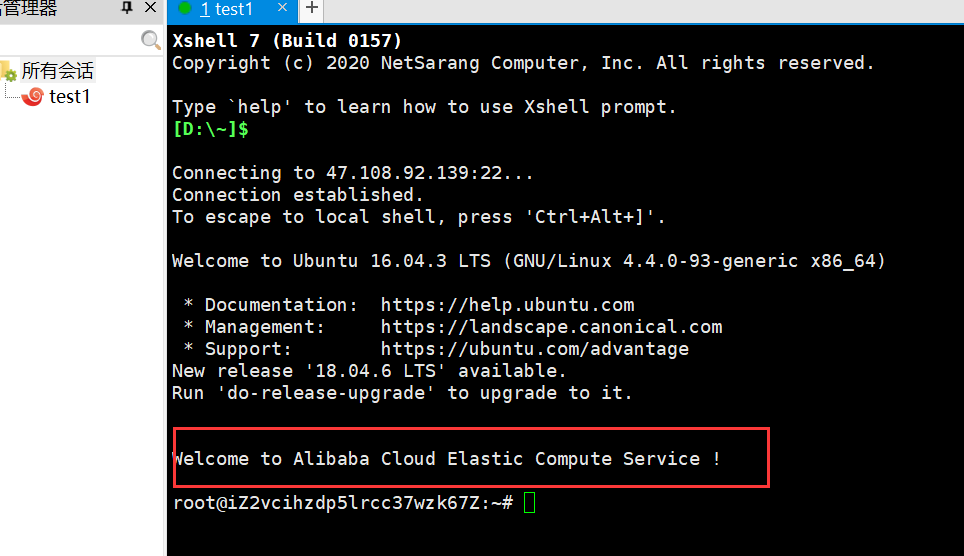 管理器
1 test1
+
所有会话
test1
Xshell 7 (Build 0157)
Copyright (c) 2020 NetSarang Computer, Inc. All rights reserved.
Type `help' to learn how to use Xshell prompt.
[D:\~]$
Connecting to 47.108.92.139:22...
Connection established.
To escape to local shell, press 'Ctrl+Alt+]'.
Welcome to Ubuntu 16.04.3 LTS (GNU/Linux 4.4.0-93-generic x86_64)
* Documentation:  https://help.ubuntu.com
* Management:     https://landscape.canonical.com
* Support:        https://ubuntu.com/advantage
New release '18.04.6 LTS' available.
Run 'do-release-upgrade' to upgrade to it.
Welcome to Alibaba Cloud Elastic Compute Service !
root@iZ2vcihzdp5lrcc37wzk67Z:~#